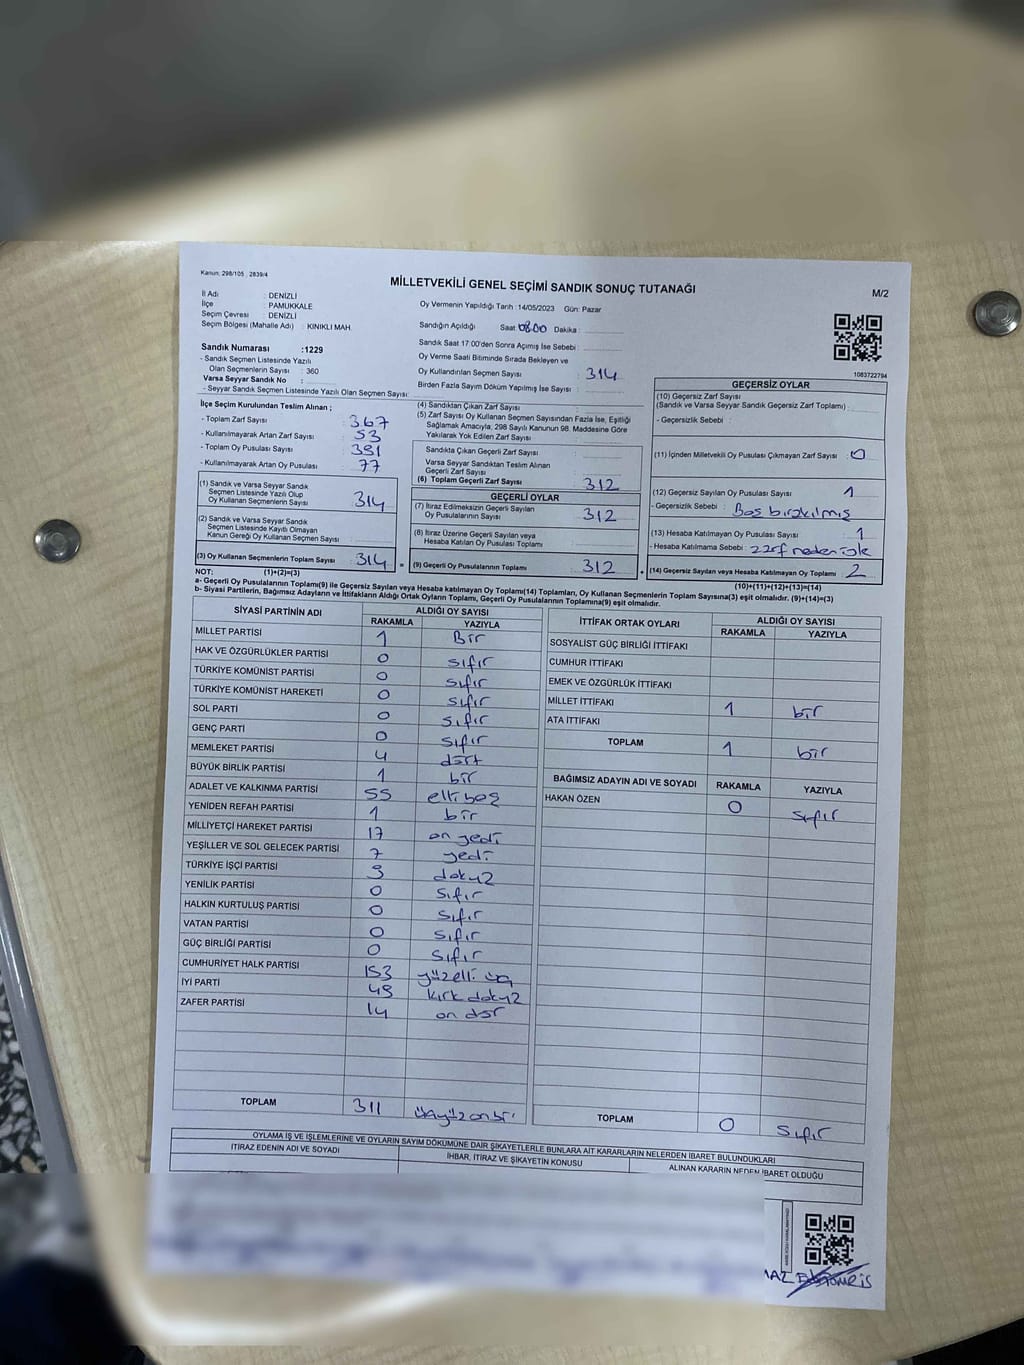 Kanun: 298/105 , 2839/4
MİLLETVEKİLİ GENEL SEÇİMİ SANDIK SONUÇ TUTANAĞI
M/2
İl Adı : DENİZLİ
İlçe : PAMUKKALE
Seçim Çevresi : DENİZLİ
Seçim Bölgesi (Mahalle Adı) : KINIKLI MAH.
Sandık Numarası :1229
- Sandık Seçmen Listesinde Yazılı
Olan Seçmenlerin Sayısı : 360
Varsa Seyyar Sandık No :
- Seyyar Sandık Seçmen Listesinde Yazılı Olan Seçmen Sayısı:
Oy Vermenin Yapıldığı Tarih :14/05/2023 Gün: Pazar
Sandığın Açıldığı Saat 08.00 Dakika :
Sandık Saat 17:00'den Sonra Açımış İse Sebebi :
Oy Verme Saati Bitiminde Sırada Bekleyen ve
Oy Kullandırılan Seçmen Sayısı : 314
Birden Fazla Sayım Döküm Yapılmış İse Sayısı :
1083722794
İlçe Seçim Kurulundan Teslim Alınan ;
- Toplam Zarf Sayısı : 367
- Kullanılmayarak Artan Zarf Sayısı : 53
- Toplam Oy Pusulası Sayısı : 391
- Kullanılmayarak Artan Oy Pusulası : 77
(1) Sandık ve Varsa Seyyar Sandık
Seçmen Listesinde Yazılı Olup
Oy Kullanan Seçmenlerin Sayısı : 314
(2) Sandık ve Varsa Seyyar Sandık
Seçmen Listesinde Kayıtlı Olmayan
Kanun Gereği Oy Kullanan Seçmen Sayısı :
(3) Oy Kullanan Seçmenlerin Toplam Sayısı : 314 =
(4) Sandıktan Çıkan Zarf Sayısı :
(5) Zarf Sayısı Oy Kullanan Seçmen Sayısından Fazla İse, Eşitliği
Sağlamak Amacıyla, 298 Sayılı Kanunun 98. Maddesine Göre
Yakılarak Yok Edilen Zarf Sayısı :
Sandıkta Çıkan Geçerli Zarf Sayısı :
Varsa Seyyar Sandıktan Teslim Alınan
Geçerli Zarf Sayısı :
(6) Toplam Geçerli Zarf Sayısı : 312
GEÇERLİ OYLAR
(7) İtiraz Edilmeksizin Geçerli Sayılan
Oy Pusulalarının Sayısı : 312
(8) İtiraz Üzerine Geçerli Sayılan veya
Hesaba Katılan Oy Pusulası Toplamı :
(9) Geçerli Oy Pusulalarının Toplamı : 312 +
GEÇERSİZ OYLAR
(10) Geçersiz Zarf Sayısı
(Sandık ve Varsa Seyyar Sandık Geçersiz Zarf Toplamı) :
- Geçersizlik Sebebi :
(11) İçinden Milletvekili Oy Pusulası Çıkmayan Zarf Sayısı : 0
(12) Geçersiz Sayılan Oy Pusulası Sayısı : 1
- Geçersizlik Sebebi : Boş bırakılmış
(13) Hesaba Katılmayan Oy Pusulası Sayısı : 1
- Hesaba Katılmama Sebebi : zarf neden
(14) Geçersiz Sayılan veya Hesaba Katılmayan Oy Toplamı : 2
NOT: (1)+(2)=(3)
(10)+(11)+(12)+(13)=(14)
a- Geçerli Oy Pusulalarının Toplamı(9) ile Geçersiz Sayılan veya Hesaba katılmayan Oy Toplamı(14) Toplamları, Oy Kullanan Seçmenlerin Toplam Sayısına(3) eşit olmalıdır. (9)+(14)=(3)
b- Siyasi Partilerin, Bağımsız Adayların ve İttifakların Aldığı Ortak Oyların Toplamı, Geçerli Oy Pusulalarının Toplamına(9) eşit olmalıdır.
SİYASİ PARTİNİN ADI ALDIĞI OY SAYISI
RAKAMLA YAZIYLA
MİLLET PARTİSİ 1 Bir
HAK VE ÖZGÜRLÜKLER PARTİSİ 0 sıfır
TÜRKİYE KOMÜNİST PARTİSİ 0 sıfır
TÜRKİYE KOMÜNİST HAREKETİ 0 sıfır
SOL PARTİ 0 sıfır
GENÇ PARTİ 0 sıfır
MEMLEKET PARTİSİ 4 dört
BÜYÜK BİRLİK PARTİSİ 1 bir
ADALET VE KALKINMA PARTİSİ 55 elli beş
YENİDEN REFAH PARTİSİ 1 bir
MİLLİYETÇİ HAREKET PARTİSİ 17 on yedi
YEŞİLLER VE SOL GELECEK PARTİSİ 7 yedi
TÜRKİYE İŞÇİ PARTİSİ 9 dokuz
YENİLİK PARTİSİ 0 sıfır
HALKIN KURTULUŞ PARTİSİ 0 sıfır
VATAN PARTİSİ 0 sıfır
GÜÇ BİRLİĞİ PARTİSİ 0 sıfır
CUMHURİYET HALK PARTİSİ 153 yüzelli üç
İYİ PARTİ 49 kırk dokuz
ZAFER PARTİSİ 14 on dör
TOPLAM 311 üçyüz onbir
İTTİFAK ORTAK OYLARI ALDIĞI OY SAYISI
RAKAMLA YAZIYLA
SOSYALİST GÜÇ BİRLİĞİ İTTİFAKI
CUMHUR İTTİFAKI
EMEK VE ÖZGÜRLÜK İTTİFAKI
MİLLET İTTİFAKI 1 bir
ATA İTTİFAKI
TOPLAM 1 bir
BAĞIMSIZ ADAYIN ADI VE SOYADI RAKAMLA YAZIYLA
HAKAN ÖZEN 0 sıfır
TOPLAM 0 sıfır
OYLAMA İŞ VE İŞLEMLERİNE VE OYLARIN SAYIM DÖKÜMÜNE DAİR ŞİKAYETLERLE BUNLARA AİT KARARLARIN NELERDEN İBARET BULUNDUKLARI
İTİRAZ EDENİN ADI VE SOYADI İHBAR, İTİRAZ VE ŞİKAYETİN KONUSU ALINAN KARARIN NEDEN İBARET OLDUĞU